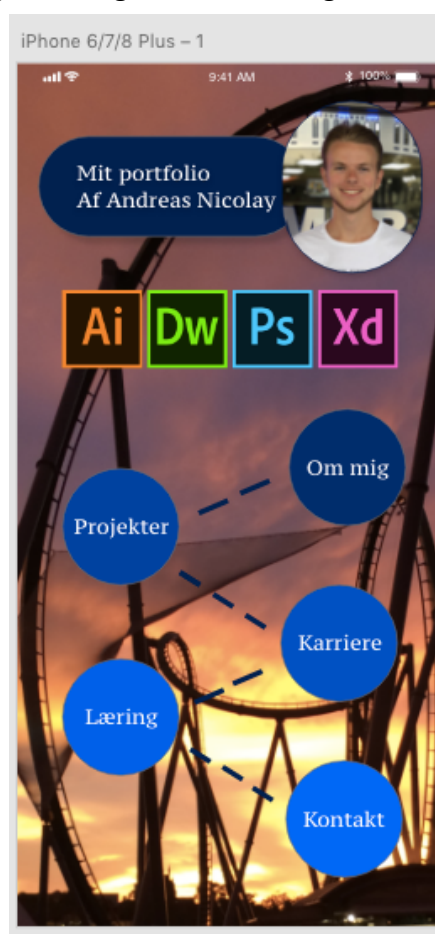 iPhone 6/7/8 Plus – 1
9:41 AM
100%
Mit portfolio
Af Andreas Nicolay
Ai Dw Ps Xd
Om mig
Projekter
Karriere
Læring
Kontakt